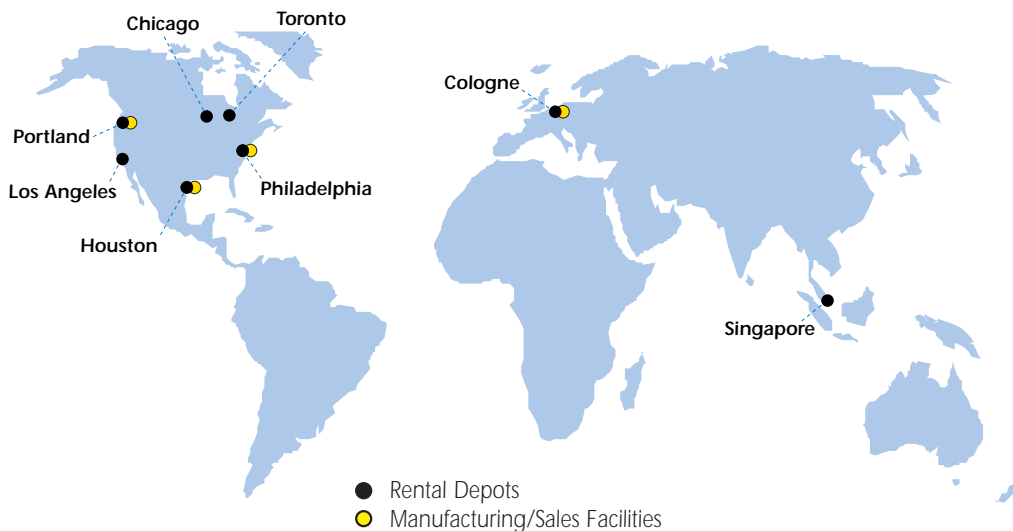 Chicago
Toronto
Cologne
Portland
Los Angeles
Philadelphia
Houston
Singapore
Rental Depots
Manufacturing/Sales Facilities